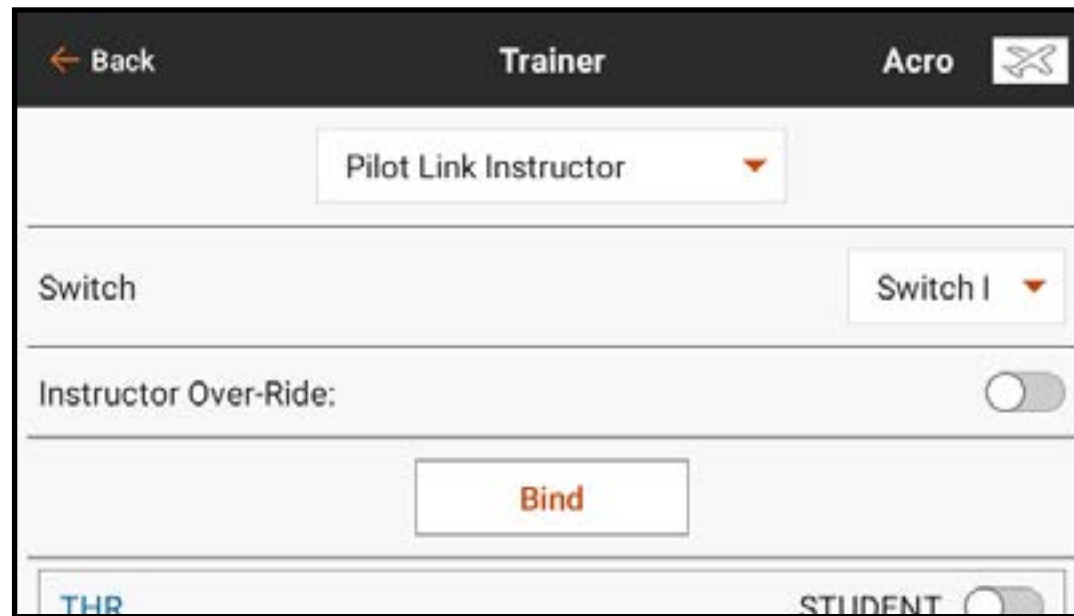 Back Trainer Acro
Pilot Link Instructor
Switch Switch I
Instructor Over-Ride:
Bind
THR STUDENT